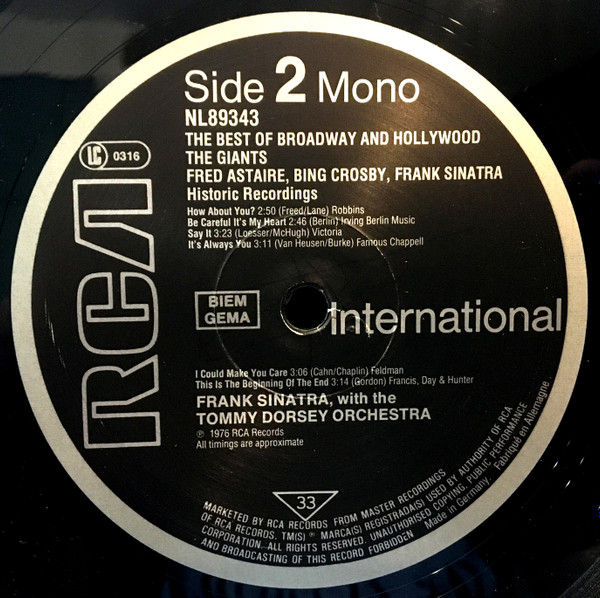 Side 2 Mono
NL89343
THE BEST OF BROADWAY AND HOLLYWOOD
THE GIANTS
FRED ASTAIRE, BING CROSBY, FRANK SINATRA
Historic Recordings
LC 0316
How About You? 2:50 (Freed/Lane) Robbins
Be Careful It's My Heart 2:46 (Berlin) Irving Berlin Music
Say It 3:23 (Loesser/McHugh) Victoria
It's Always You 3:11 (Van Heusen/Burke) Famous Chappell
RCA
BIEM
GEMA
International
I Could Make You Care 3:06 (Cahn/Chaplin) Feldman
This Is The Beginning Of The End 3:14 (Gordon) Francis, Day & Hunter
FRANK SINATRA, with the
TOMMY DORSEY ORCHESTRA
℗ 1976 RCA Records
All timings are approximate
33
MARKETED BY RCA RECORDS FROM MASTER RECORDINGS
OF RCA RECORDS. TM(S) ® MARCA(S) REGISTRADA(S) USED BY AUTHORITY OF RCA
CORPORATION. ALL RIGHTS RESERVED. UNAUTHORISED COPYING, PUBLIC PERFORMANCE
AND BROADCASTING OF THIS RECORD FORBIDDEN Made in Germany. Fabriqué en Allemagne